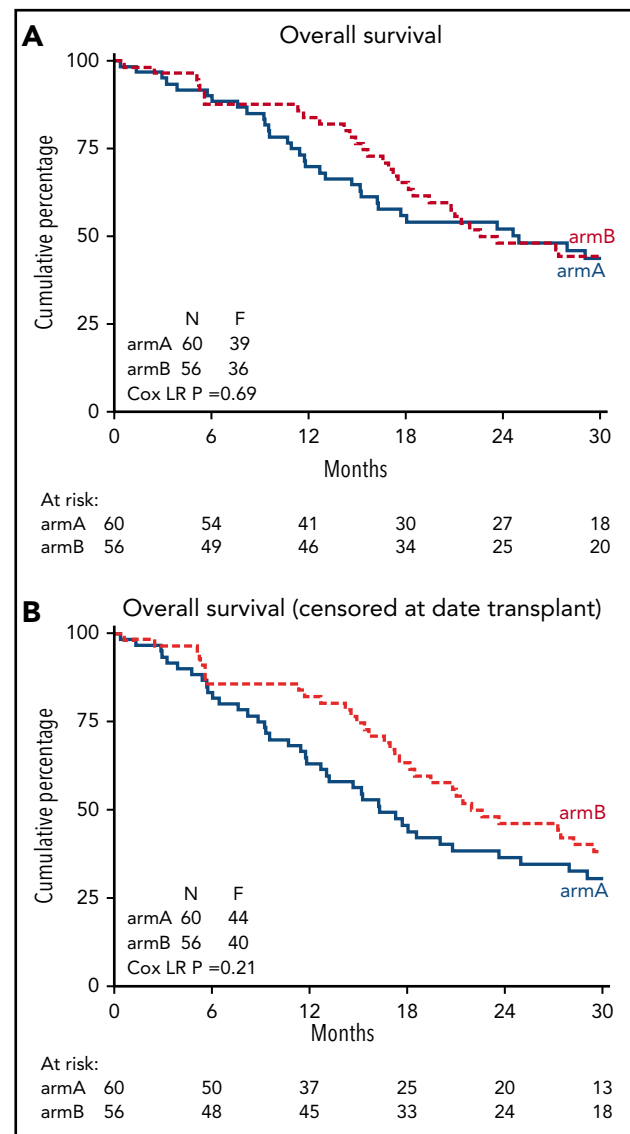 A Overall survival
100
75
50
25
0
Cumulative percentage
armB
armA
N F
armA 60 39
armB 56 36
Cox LR P =0.69
0 6 12 18 24 30
Months
At risk:
armA 60 54 41 30 27 18
armB 56 49 46 34 25 20
B Overall survival (censored at date transplant)
100
75
50
25
0
Cumulative percentage
armB
armA
N F
armA 60 44
armB 56 40
Cox LR P =0.21
0 6 12 18 24 30
Months
At risk:
armA 60 50 37 25 20 13
armB 56 48 45 33 24 18